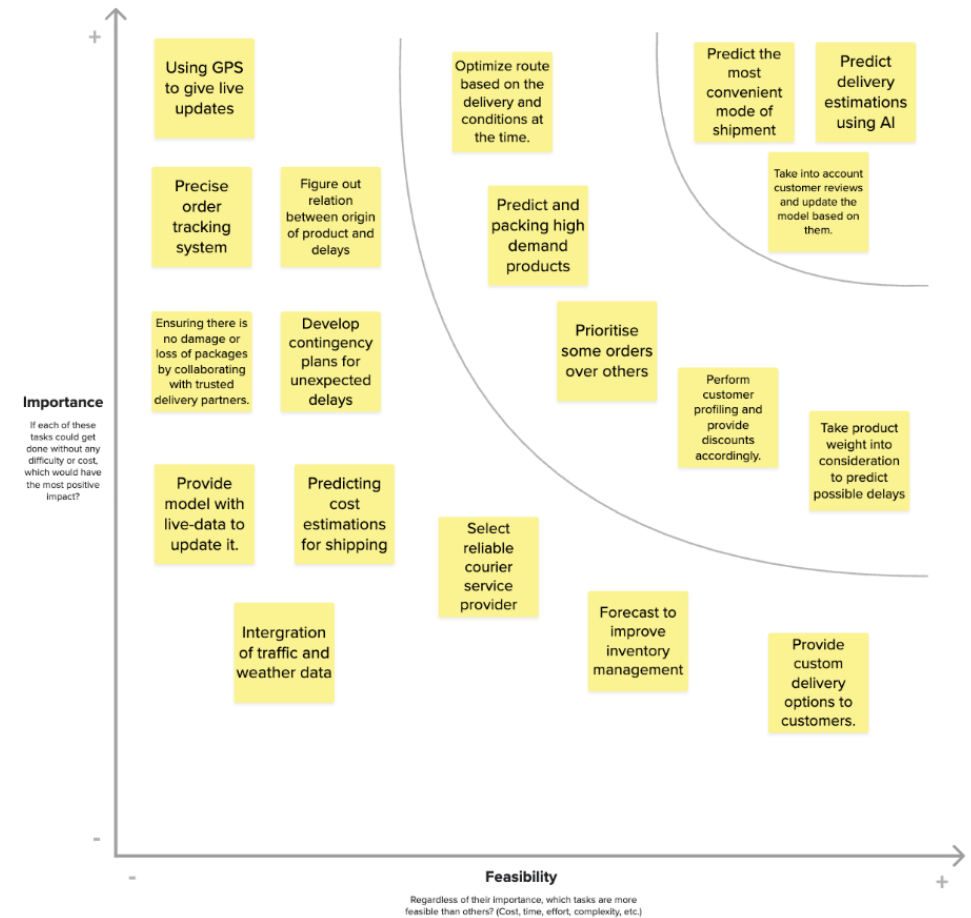 +
Using GPS
to give live
updates
Optimize route
based on the
delivery and
conditions at
the time.
Predict the
most
convenient
mode of
shipment
Predict
delivery
estimations
using AI
Precise
order
tracking
system
Figure out
relation
between origin
of product and
delays
Predict and
packing high
demand
products
Take into account
customer reviews
and update the
model based on
them.
Ensuring there is
no damage or
loss of packages
by collaborating
with trusted
delivery partners.
Develop
contingency
plans for
unexpected
delays
Prioritise
some orders
over others
Perform
customer
profiling and
provide
discounts
accordingly.
Take product
weight into
consideration
to predict
possible delays
Importance
If each of these
tasks could get
done without any
difficulty or cost,
which would have
the most positive
impact?
Provide
model with
live-data to
update it.
Predicting
cost
estimations
for shipping
Select
reliable
courier
service
provider
Intergration
of traffic and
weather data
Forecast to
improve
inventory
management
Provide
custom
delivery
options to
customers.
-
-
Feasibility
+
Regardless of their importance, which tasks are more
feasible than others? (Cost, time, effort, complexity, etc.)